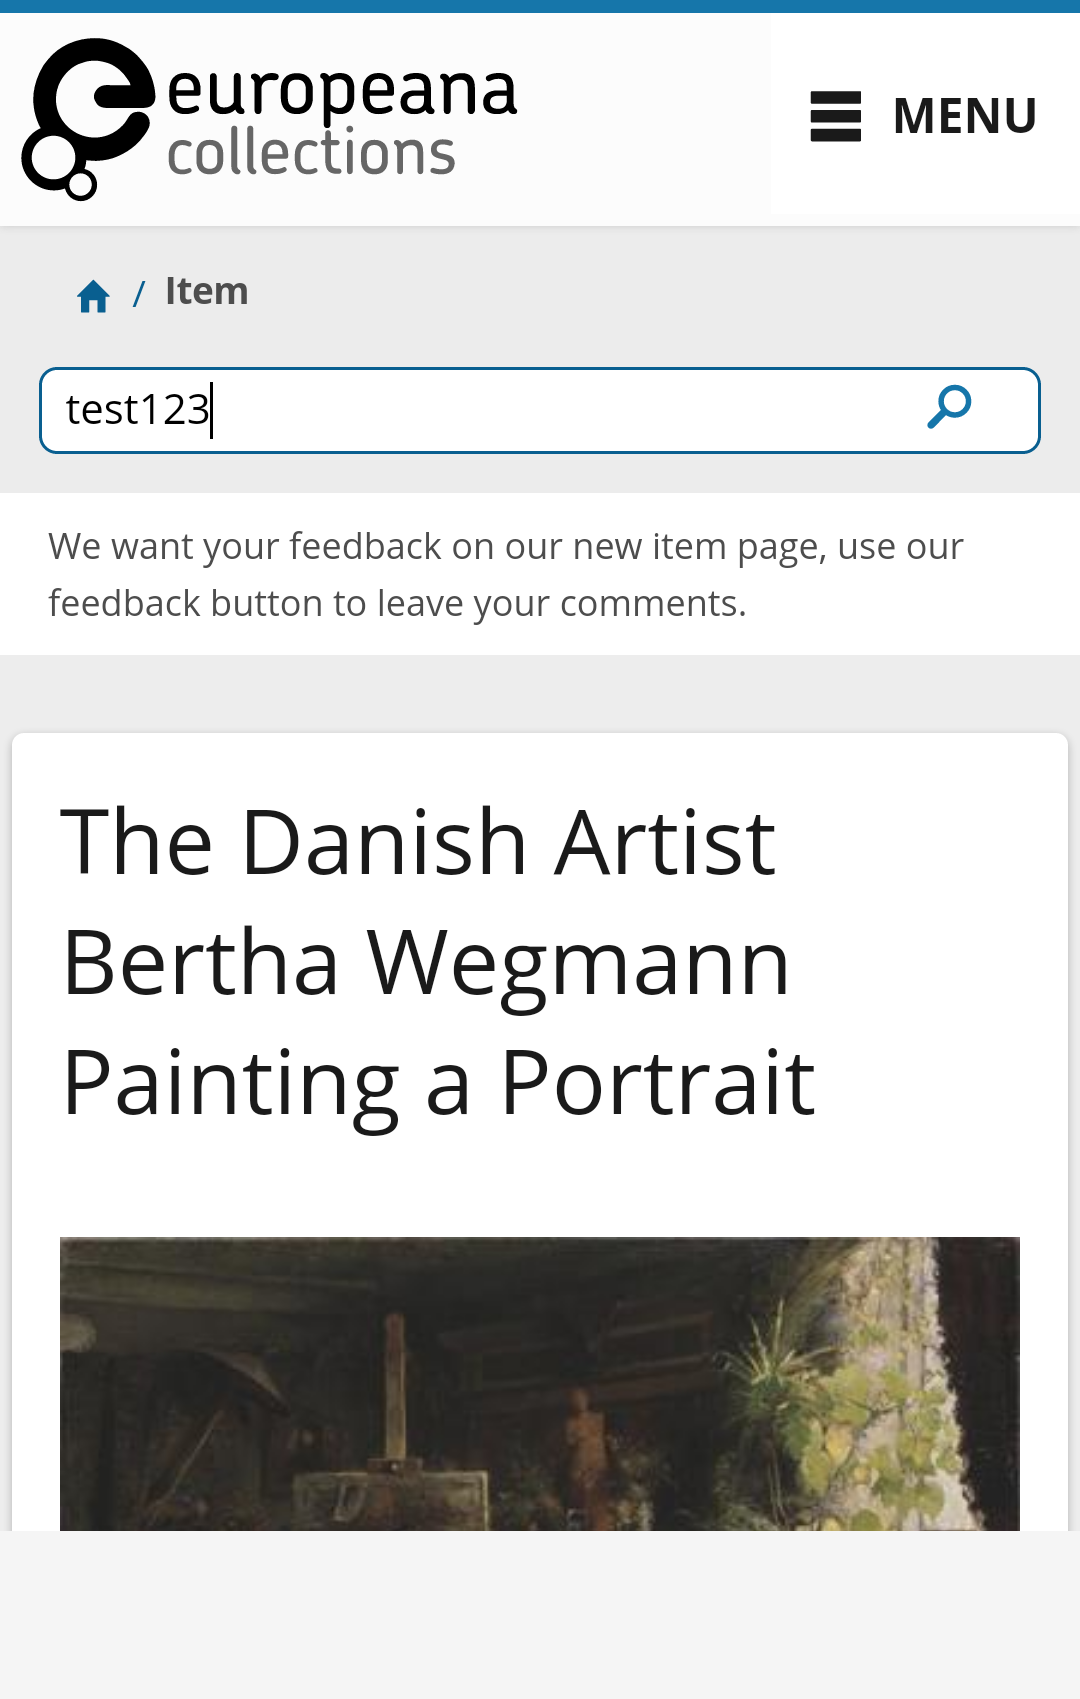 europeana
collections
MENU
/ Item
test123
We want your feedback on our new item page, use our
feedback button to leave your comments.
The Danish Artist
Bertha Wegmann
Painting a Portrait